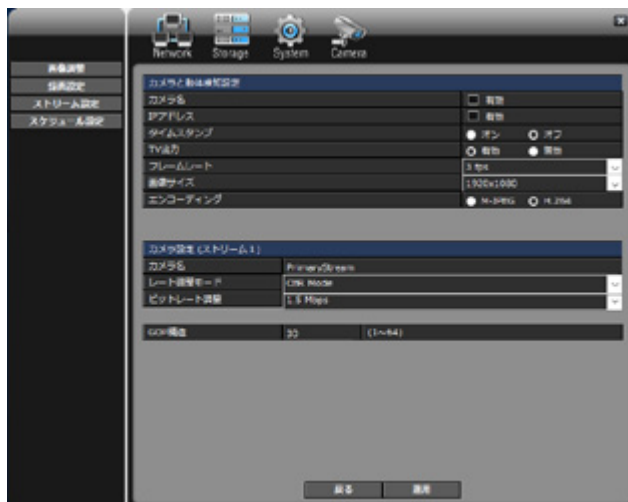 Network Storage System Camera
画像調整
録画設定
ストリーム設定
スケジュール設定
カメラと動体検知設定
カメラ名 有効
IPアドレス 有効
タイムスタンプ オン オフ
TV出力 有効 無効
フレームレート 3 fps
画像サイズ 1920x1080
エンコーディング M-JPEG H.264
カメラ設定 (ストリーム1)
カメラ名 PrimaryStream
レート調整モード CBR Mode
ビットレート調整 1.5 Mbps
GOP構造 30 (1~64)
戻る 適用